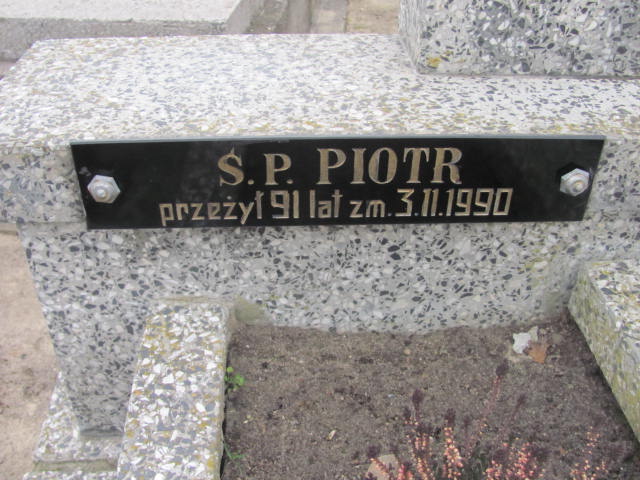 Ś.P. PIOTR
przeżył 91 lat zm. 3.11.1990